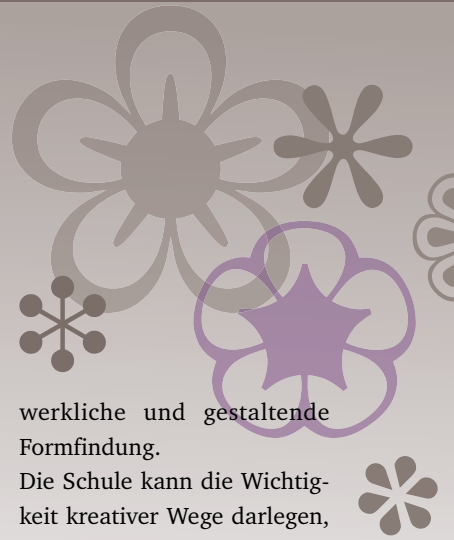 werkliche und gestaltende
Formfindung.
Die Schule kann die Wichtig-
keit kreativer Wege darlegen,